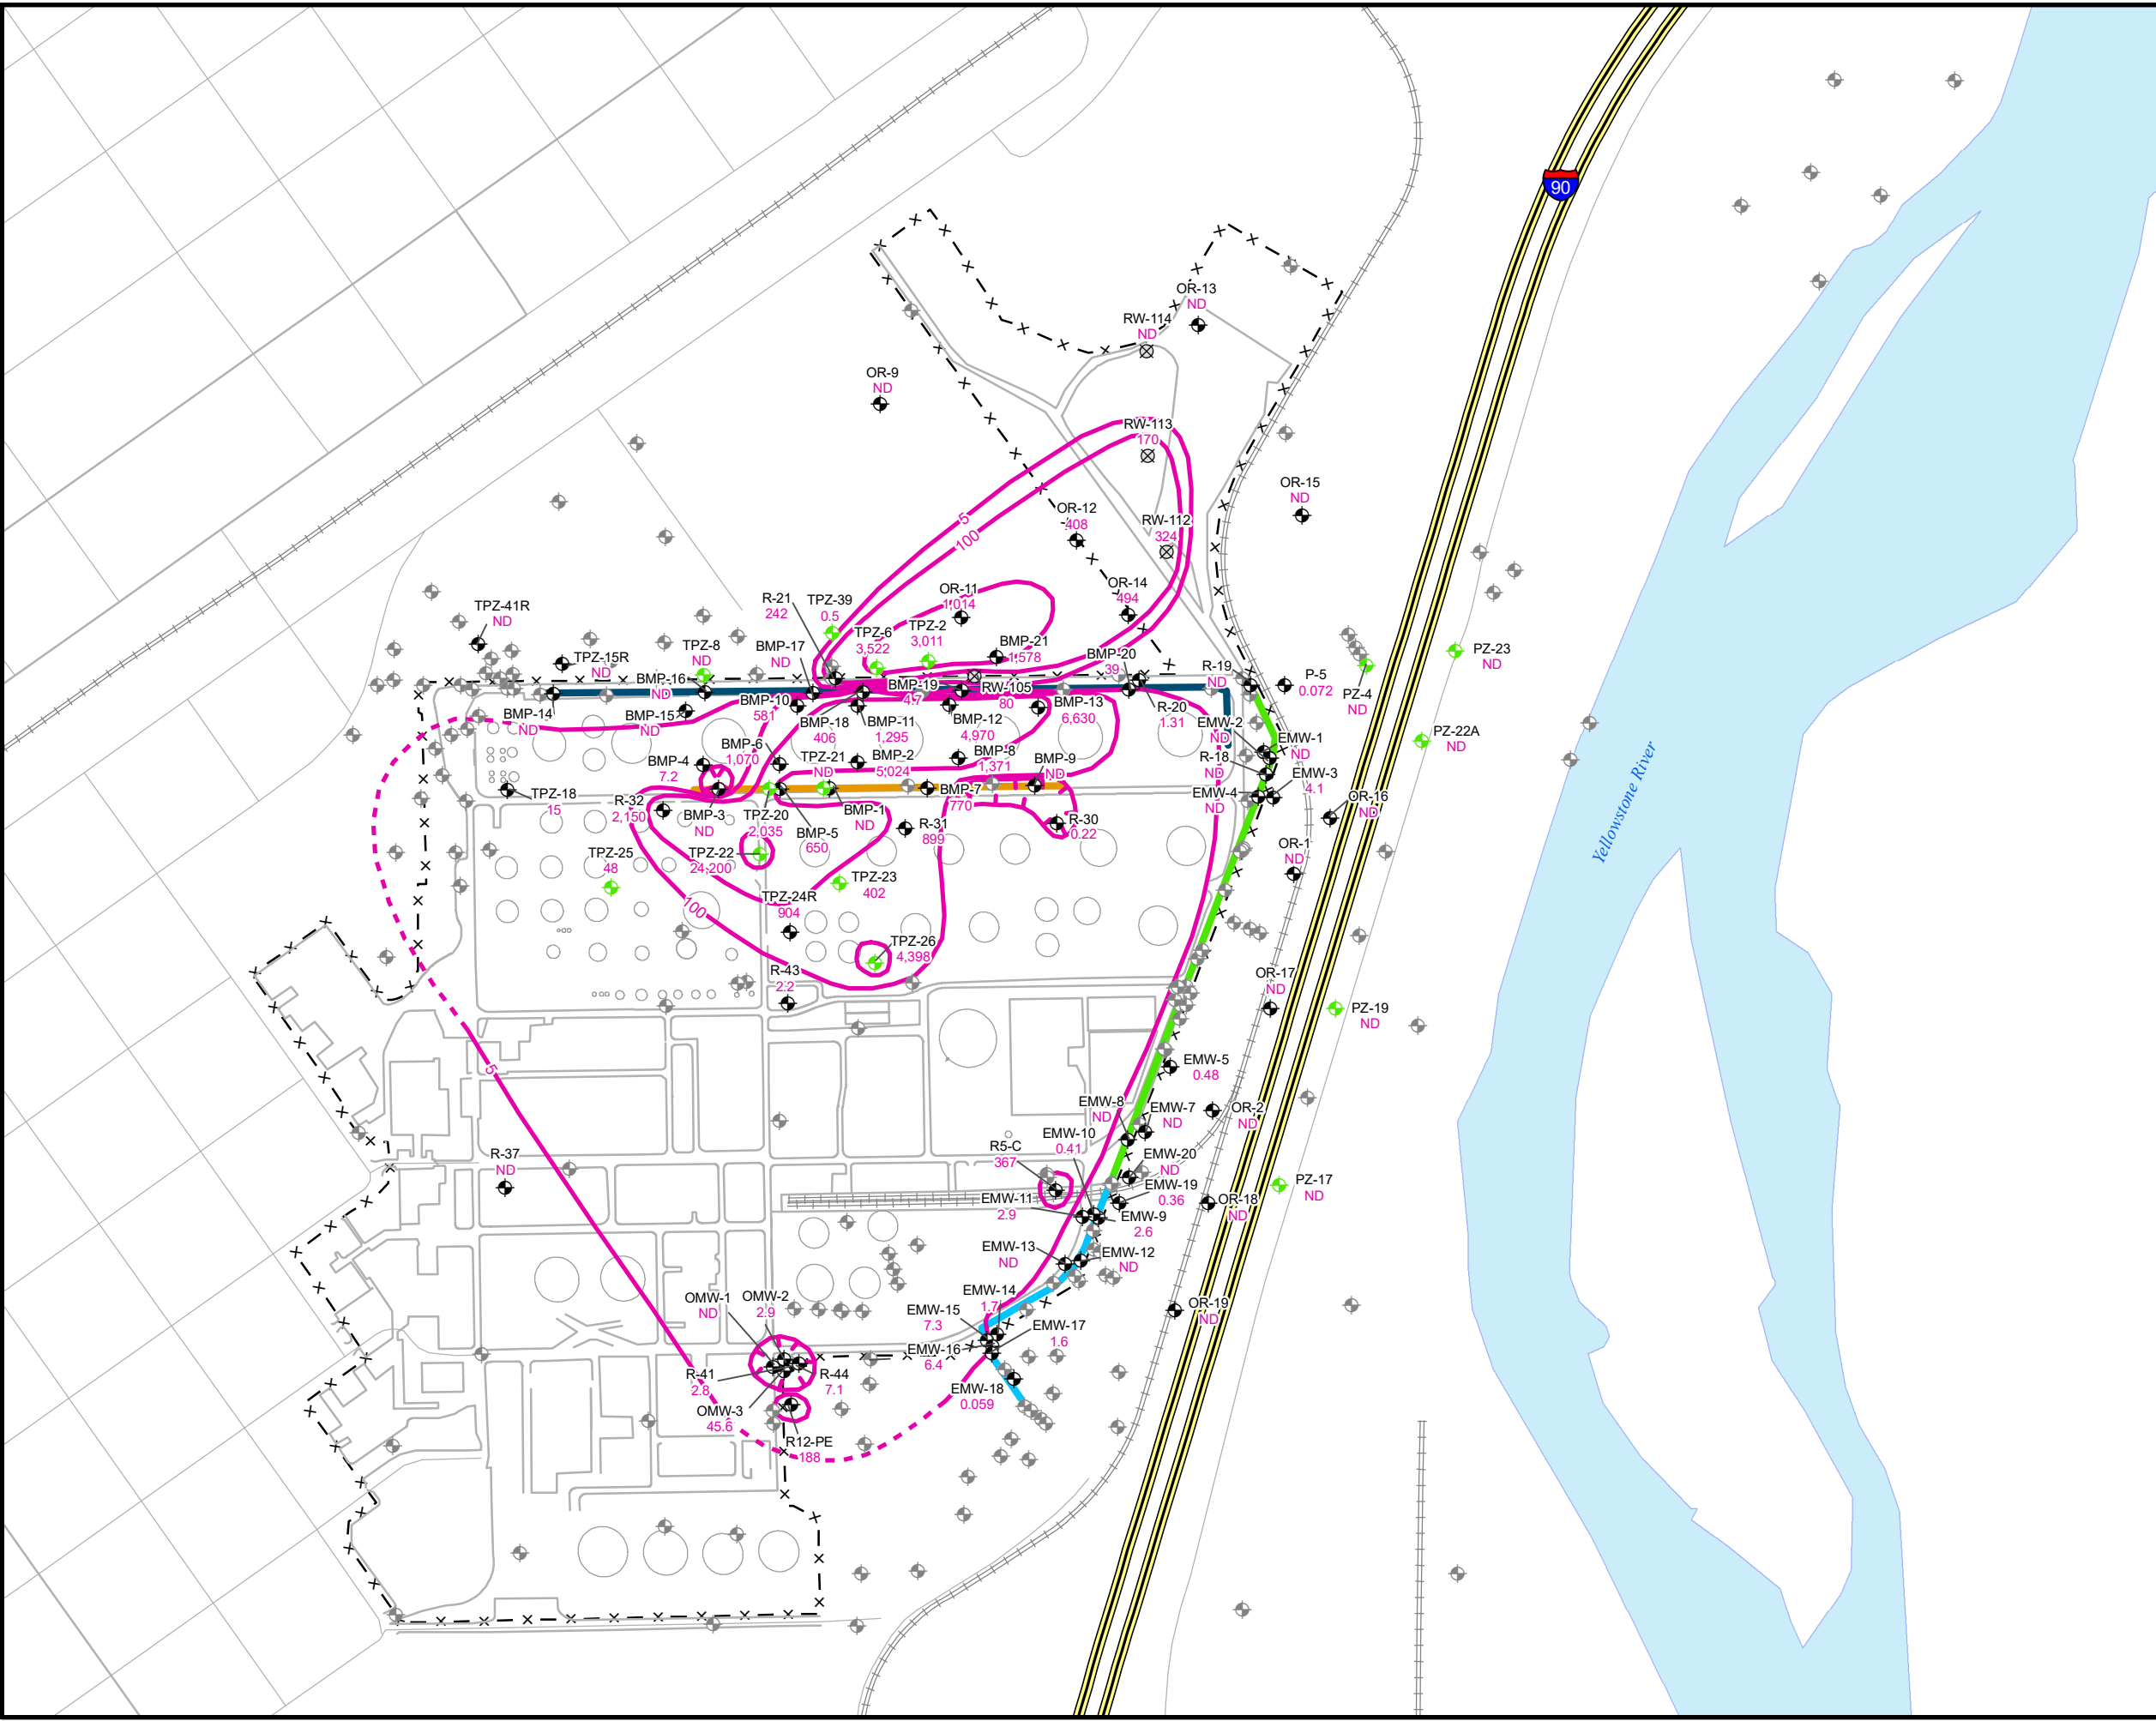 90
OR-13
ND
RW-114
ND
OR-9
ND
RW-113
170
OR-15
ND
OR-12
408
RW-112
324
5
100
OR-14
494
OR-11
1,014
R-21
242
TPZ-39
0.5
TPZ-41R
ND
TPZ-6
3,522
TPZ-2
3,011
BMP-21
1,578
BMP-17
ND
TPZ-8
ND
TPZ-15R
ND
BMP-20
39
R-19
ND
P-5
0.072
PZ-23
ND
PZ-4
ND
BMP-16
ND
BMP-19
4.7
RW-105
80
BMP-10
581
BMP-14
ND
BMP-15
ND
BMP-18
406
BMP-11
1,295
BMP-12
4,970
BMP-13
6,630
R-20
1.31
EMW-2
ND
EMW-1
ND
PZ-22A
ND
BMP-6
1,070
TPZ-21
ND
BMP-2
5,024
BMP-8
1,371
BMP-9
ND
R-18
ND
EMW-3
4.1
BMP-4
7.2
TPZ-18
15
R-32
2,150
BMP-3
ND
TPZ-20
2,035
BMP-5
650
BMP-1
ND
BMP-7
770
R-31
899
R-30
0.22
EMW-4
ND
OR-16
ND
OR-1
ND
Yellowstone River
TPZ-25
48
TPZ-22
24,200
TPZ-23
402
TPZ-24R
904
100
TPZ-26
4,398
R-43
2.2
OR-17
ND
PZ-19
ND
5
EMW-5
0.48
EMW-8
ND
EMW-7
ND
OR-2
ND
EMW-10
0.41
R5-C
367
EMW-20
ND
R-37
ND
EMW-19
0.36
PZ-17
ND
OR-18
ND
EMW-11
2.9
EMW-9
2.6
EMW-13
ND
EMW-12
ND
OMW-1
ND
OMW-2
2.9
EMW-14
1.7
EMW-15
7.3
OR-19
ND
EMW-17
1.6
EMW-16
6.4
R-41
2.8
R-44
7.1
EMW-18
0.059
OMW-3
45.6
R12-PE
188